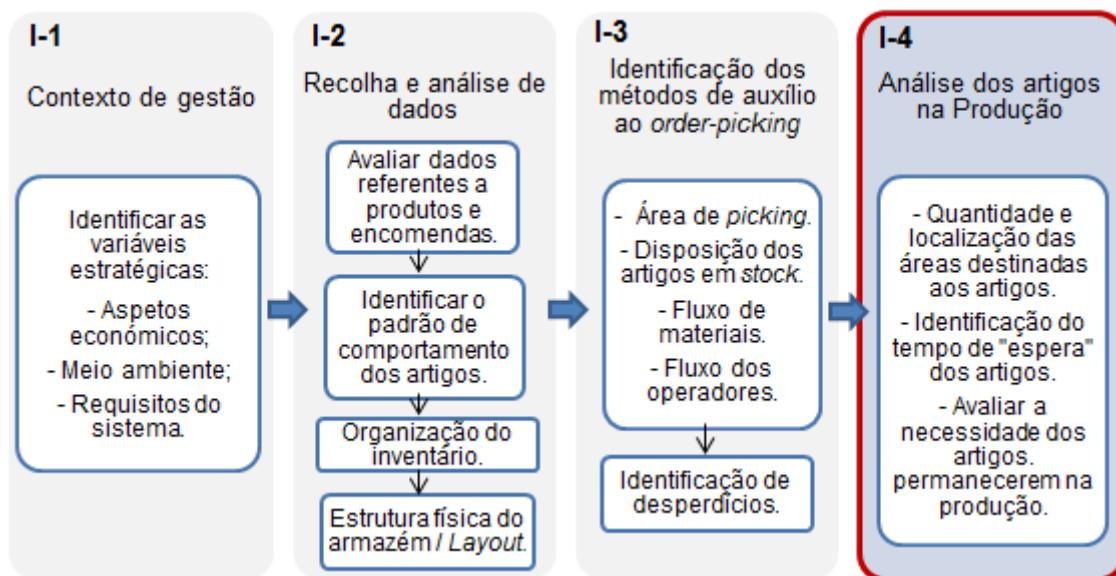 I-1
Contexto de gestão
Identificar as
variáveis
estratégicas:
- Aspetos
económicos;
- Meio ambiente;
- Requisitos do
sistema.
I-2
Recolha e análise de
dados
Avaliar dados
referentes a
produtos e
encomendas.
Identificar o
padrão de
comportamento
dos artigos.
Organização do
inventário.
Estrutura física do
armazém / Layout.
I-3
Identificação dos
métodos de auxílio
ao order-picking
- Área de picking.
- Disposição dos
artigos em stock.
- Fluxo de
materiais.
- Fluxo dos
operadores.
Identificação de
desperdícios.
I-4
Análise dos artigos
na Produção
- Quantidade e
localização das
áreas destinadas
aos artigos.
- Identificação do
tempo de "espera"
dos artigos.
- Avaliar a
necessidade dos
artigos.
permanecerem na
produção.